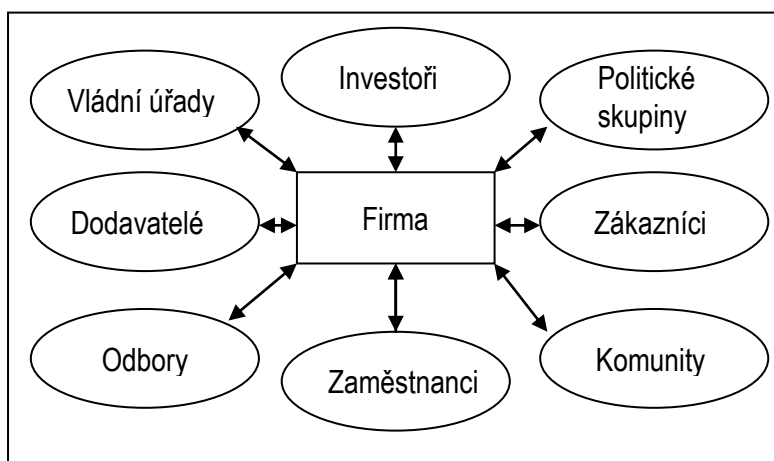 Vládní úřady
Investoři
Politické
skupiny
Dodavatelé
Firma
Zákazníci
Odbory
Zaměstnanci
Komunity